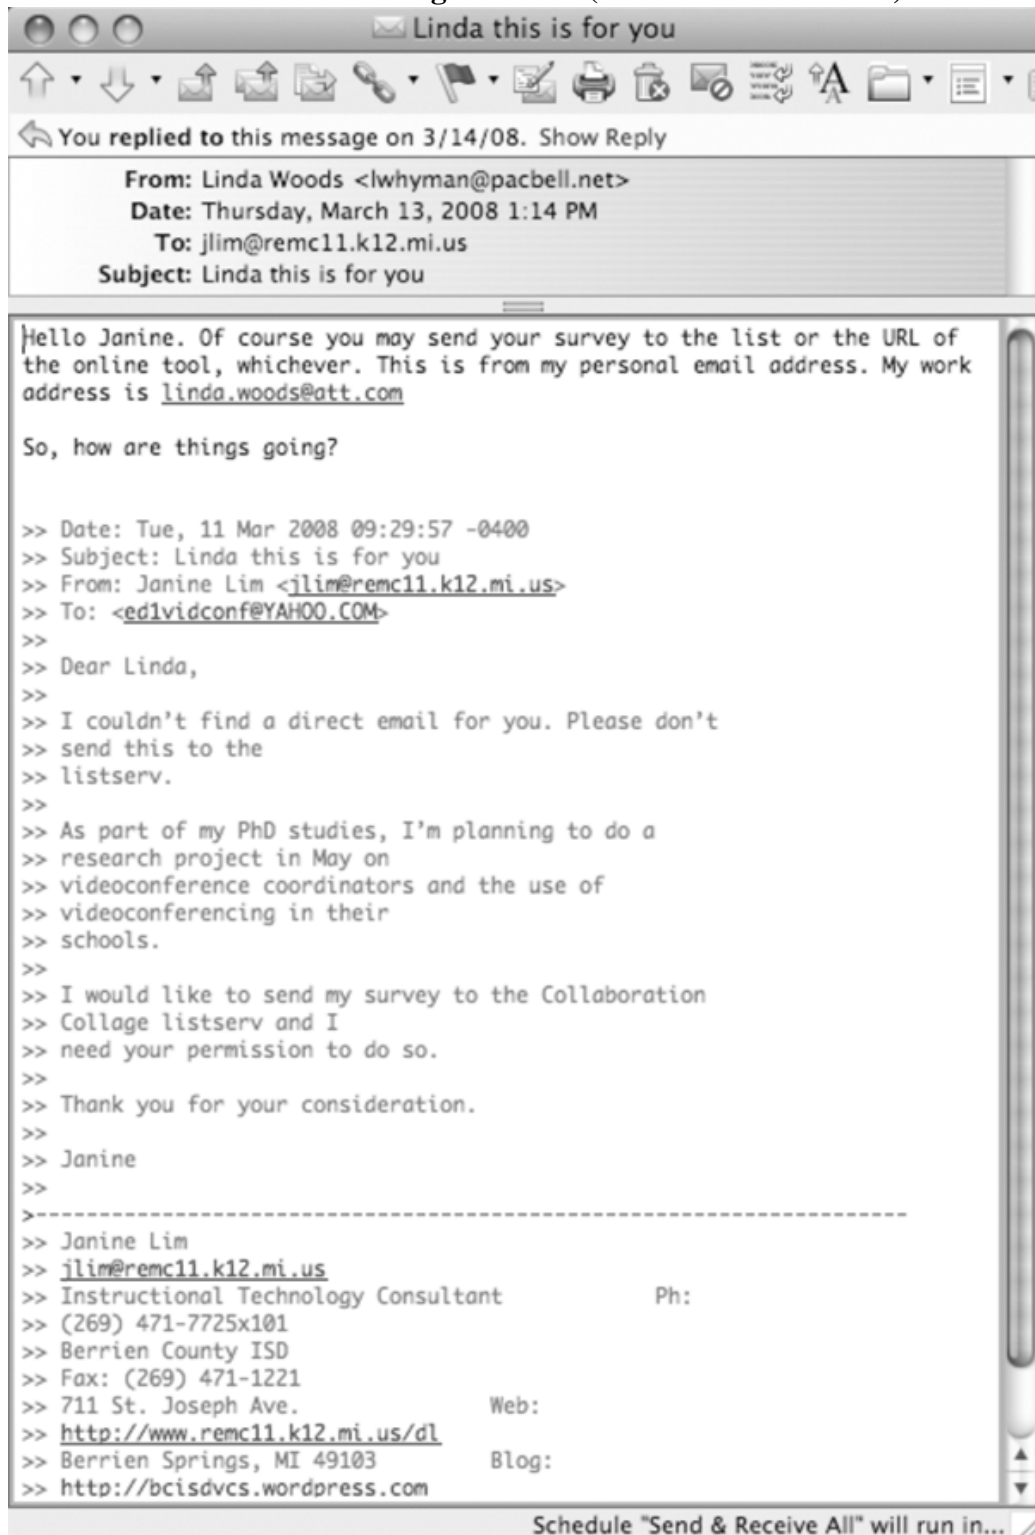 Linda this is for you
You replied to this message on 3/14/08. Show Reply
From: Linda Woods <lwhyman@pacbell.net>
Date: Thursday, March 13, 2008 1:14 PM
To: jlim@remc11.k12.mi.us
Subject: Linda this is for you
Hello Janine. Of course you may send your survey to the list or the URL of
the online tool, whichever. This is from my personal email address. My work
address is linda.woods@att.com
So, how are things going?
>> Date: Tue, 11 Mar 2008 09:29:57 -0400
>> Subject: Linda this is for you
>> From: Janine Lim <jlim@remc11.k12.mi.us>
>> To: <ed1vidconf@YAHOO.COM>
>>
>> Dear Linda,
>>
>> I couldn't find a direct email for you. Please don't
>> send this to the
>> listserv.
>>
>> As part of my PhD studies, I'm planning to do a
>> research project in May on
>> videoconference coordinators and the use of
>> videoconferencing in their
>> schools.
>>
>> I would like to send my survey to the Collaboration
>> Collage listserv and I
>> need your permission to do so.
>>
>> Thank you for your consideration.
>>
>> Janine
>>
>--------------------------------------------------------------------
>> Janine Lim
>> jlim@remc11.k12.mi.us
>> Instructional Technology Consultant Ph:
>> (269) 471-7725x101
>> Berrien County ISD
>> Fax: (269) 471-1221
>> 711 St. Joseph Ave. Web:
>> http://www.remc11.k12.mi.us/dl
>> Berrien Springs, MI 49103 Blog:
>> http://bcisdvcs.wordpress.com
Schedule "Send & Receive All" will run in...